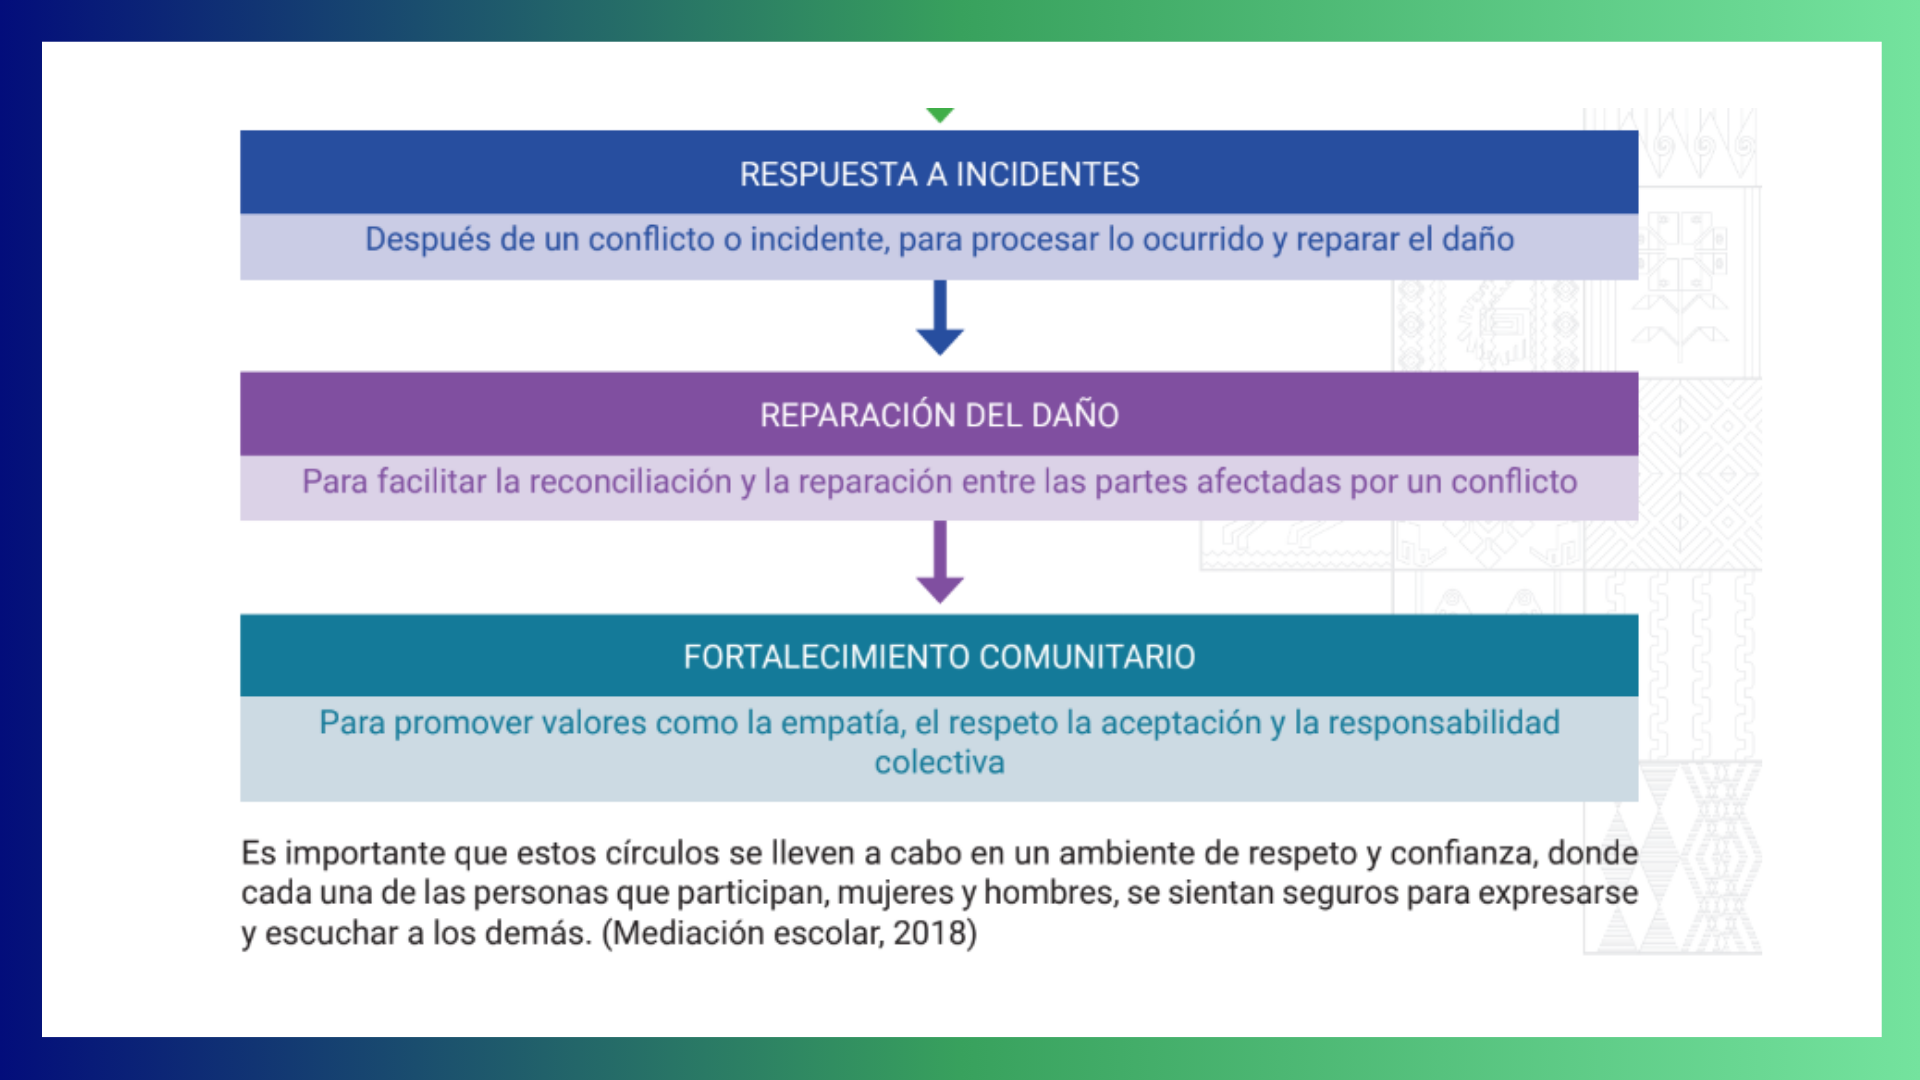 RESPUESTA A INCIDENTES
Después de un conflicto o incidente, para procesar lo ocurrido y reparar el daño
REPARACIÓN DEL DAÑO
Para facilitar la reconciliación y la reparación entre las partes afectadas por un conflicto
FORTALECIMIENTO COMUNITARIO
Para promover valores como la empatía, el respeto la aceptación y la responsabilidad
colectiva
Es importante que estos círculos se lleven a cabo en un ambiente de respeto y confianza, donde
cada una de las personas que participan, mujeres y hombres, se sientan seguros para expresarse
y escuchar a los demás. (Mediación escolar, 2018)